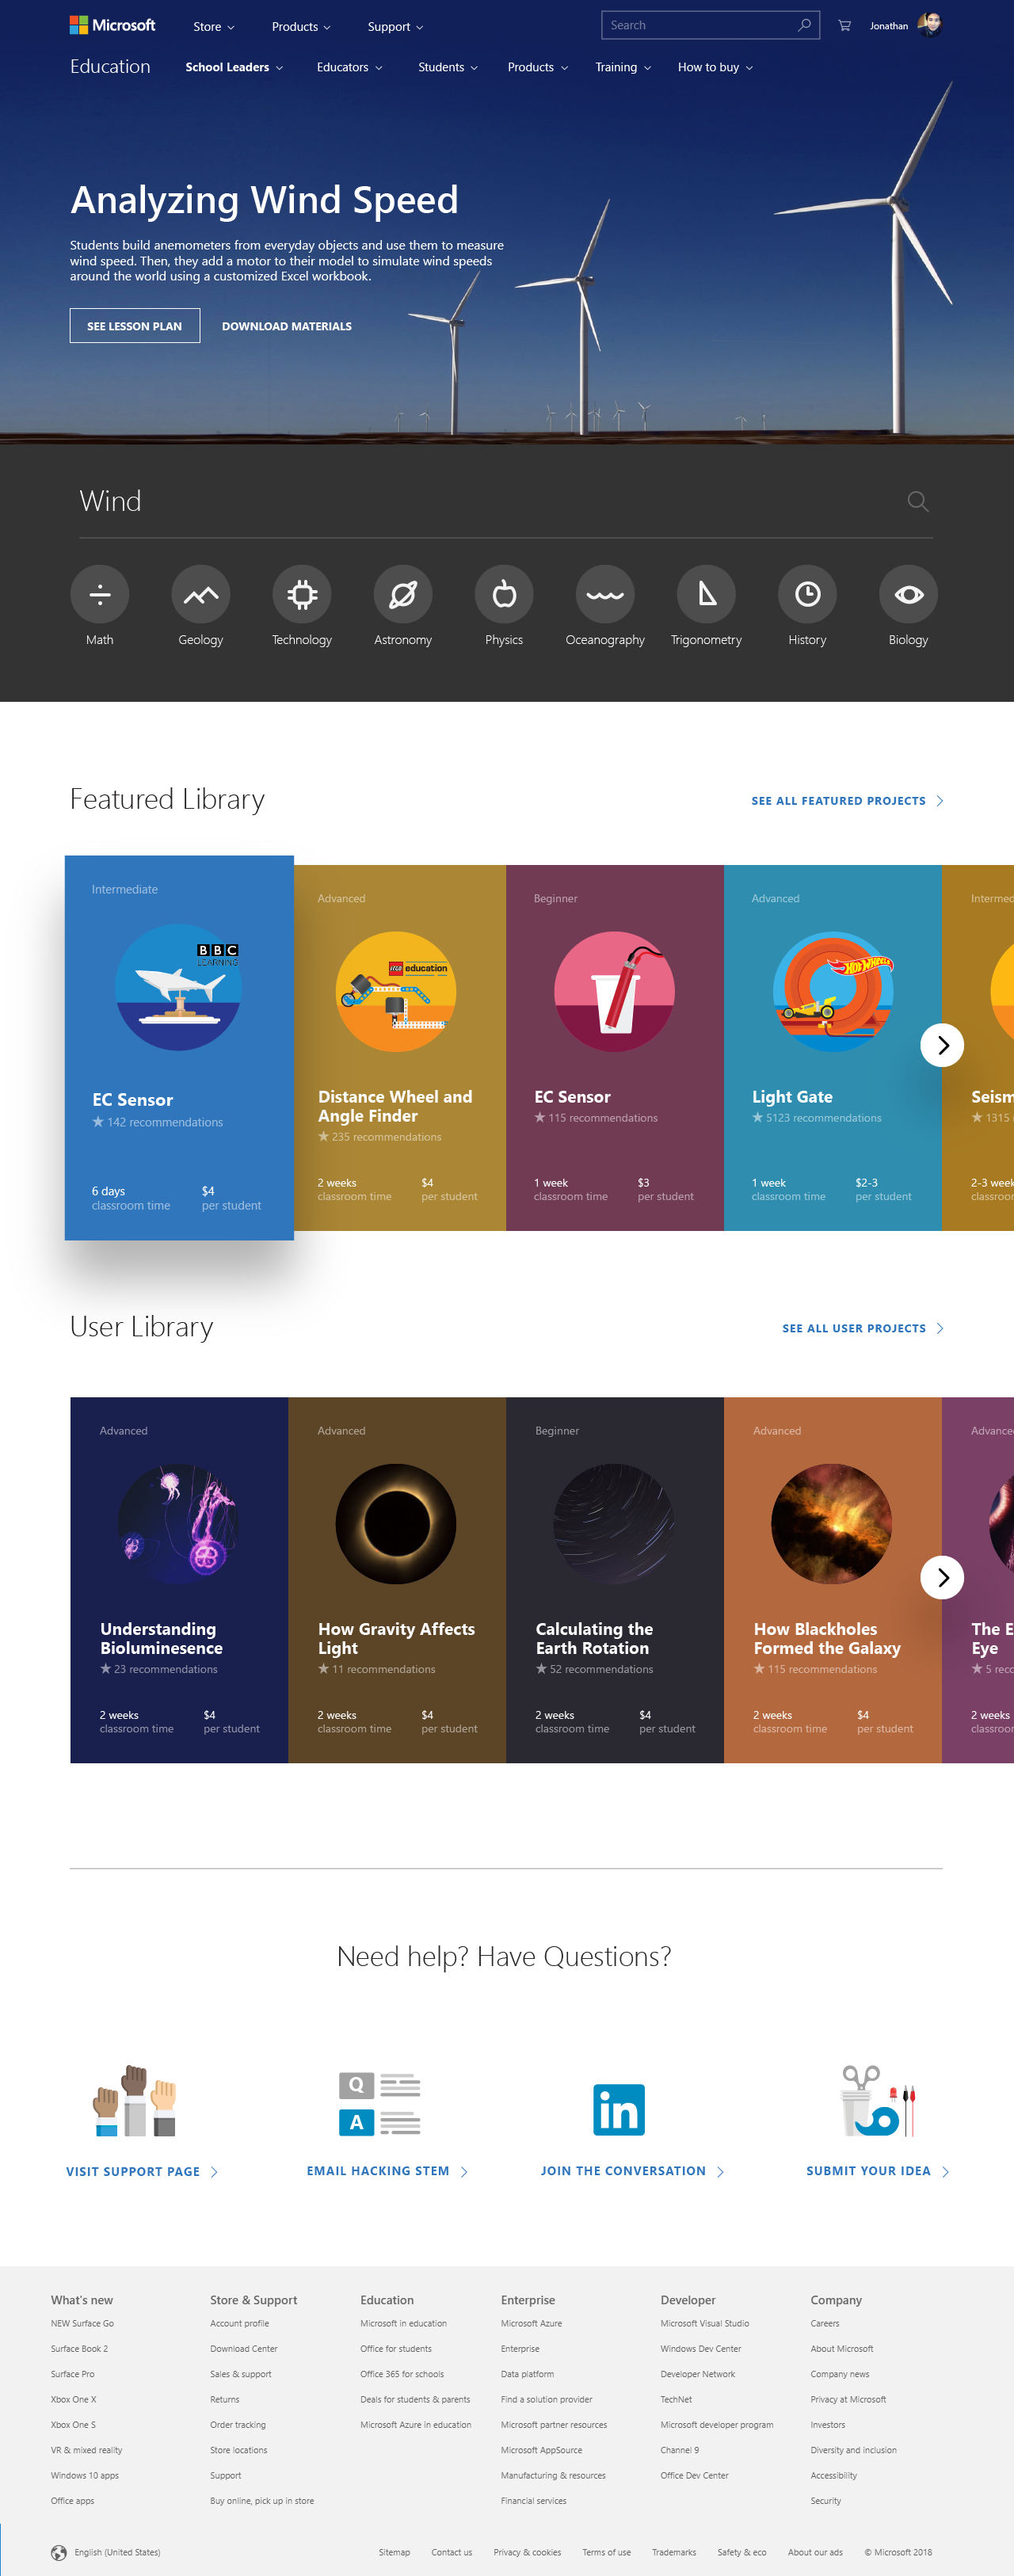 Microsoft
Store
Products
Support
Search
Jonathan
Education
School Leaders
Educators
Students
Products
Training
How to buy
Analyzing Wind Speed
Students build anemometers from everyday objects and use them to measure
wind speed. Then, they add a motor to their model to simulate wind speeds
around the world using a customized Excel workbook.
SEE LESSON PLAN
DOWNLOAD MATERIALS
Wind
Math
Geology
Technology
Astronomy
Physics
Oceanography
Trigonometry
History
Biology
Featured Library
SEE ALL FEATURED PROJECTS
Intermediate
BBC
LEARNING
EC Sensor
142 recommendations
6 days
classroom time
$4
per student
Advanced
LEGO education
Distance Wheel and
Angle Finder
235 recommendations
2 weeks
classroom time
$4
per student
Beginner
EC Sensor
115 recommendations
1 week
classroom time
$3
per student
Advanced
HOT WHEELS
Light Gate
5123 recommendations
1 week
classroom time
$2-3
per student
Intermed
Seism
1315
2-3 week
classroon
User Library
SEE ALL USER PROJECTS
Advanced
Understanding
Bioluminesence
23 recommendations
2 weeks
classroom time
$4
per student
Advanced
How Gravity Affects
Light
11 recommendations
2 weeks
classroom time
$4
per student
Beginner
Calculating the
Earth Rotation
52 recommendations
2 weeks
classroom time
$4
per student
Advanced
How Blackholes
Formed the Galaxy
115 recommendations
2 weeks
classroom time
$4
per student
Advance
The E
Eye
5 reco
2 weeks
classroon
Need help? Have Questions?
Q
A
in
VISIT SUPPORT PAGE
EMAIL HACKING STEM
JOIN THE CONVERSATION
SUBMIT YOUR IDEA
What's new
NEW Surface Go
Surface Book 2
Surface Pro
Xbox One X
Xbox One S
VR & mixed reality
Windows 10 apps
Office apps
Store & Support
Account profile
Download Center
Sales & support
Returns
Order tracking
Store locations
Support
Buy online, pick up in store
Education
Microsoft in education
Office for students
Office 365 for schools
Deals for students & parents
Microsoft Azure in education
Enterprise
Microsoft Azure
Enterprise
Data platform
Find a solution provider
Microsoft partner resources
Microsoft AppSource
Manufacturing & resources
Financial services
Developer
Microsoft Visual Studio
Windows Dev Center
Developer Network
TechNet
Microsoft developer program
Channel 9
Office Dev Center
Company
Careers
About Microsoft
Company news
Privacy at Microsoft
Investors
Diversity and inclusion
Accessibility
Security
English (United States)
Sitemap
Contact us
Privacy & cookies
Terms of use
Trademarks
Safety & eco
About our ads
© Microsoft 2018